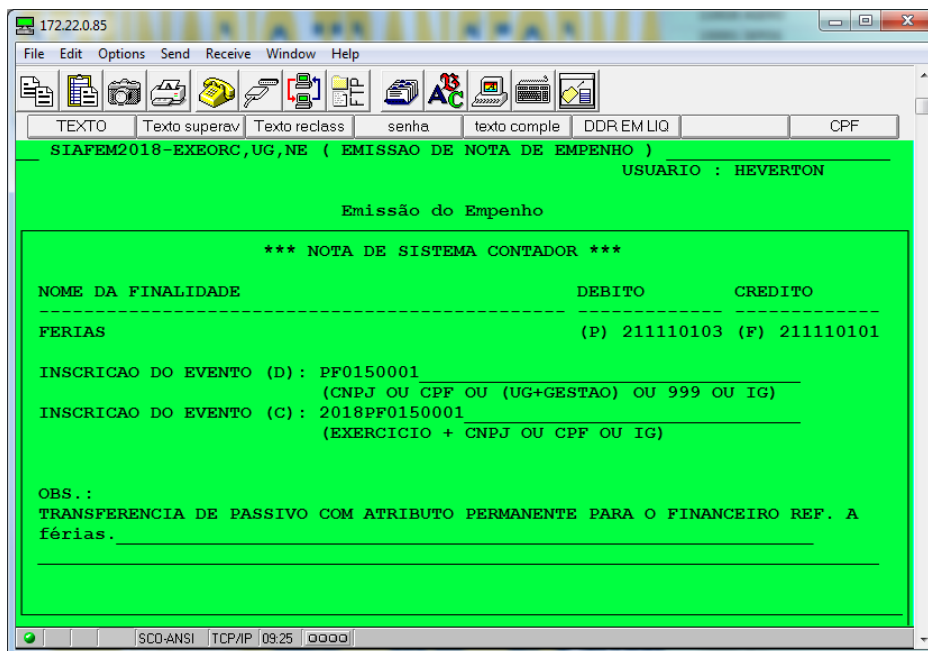 172.22.0.85
File Edit Options Send Receive Window Help
TEXTO Texto superav Texto reclass senha texto comple DDR EM LIQ CPF
SIAFEM2018-EXEORC,UG,NE ( EMISSAO DE NOTA DE EMPENHO )
USUARIO : HEVERTON
Emissão do Empenho
*** NOTA DE SISTEMA CONTADOR ***
NOME DA FINALIDADE DEBITO CREDITO
FERIAS (P) 211110103 (F) 211110101
INSCRICAO DO EVENTO (D): PF0150001
(CNPJ OU CPF OU (UG+GESTAO) OU 999 OU IG)
INSCRICAO DO EVENTO (C): 2018PF0150001
(EXERCICIO + CNPJ OU CPF OU IG)
OBS.:
TRANSFERENCIA DE PASSIVO COM ATRIBUTO PERMANENTE PARA O FINANCEIRO REF. A
férias.
SCO-ANSI TCP/IP 09:25